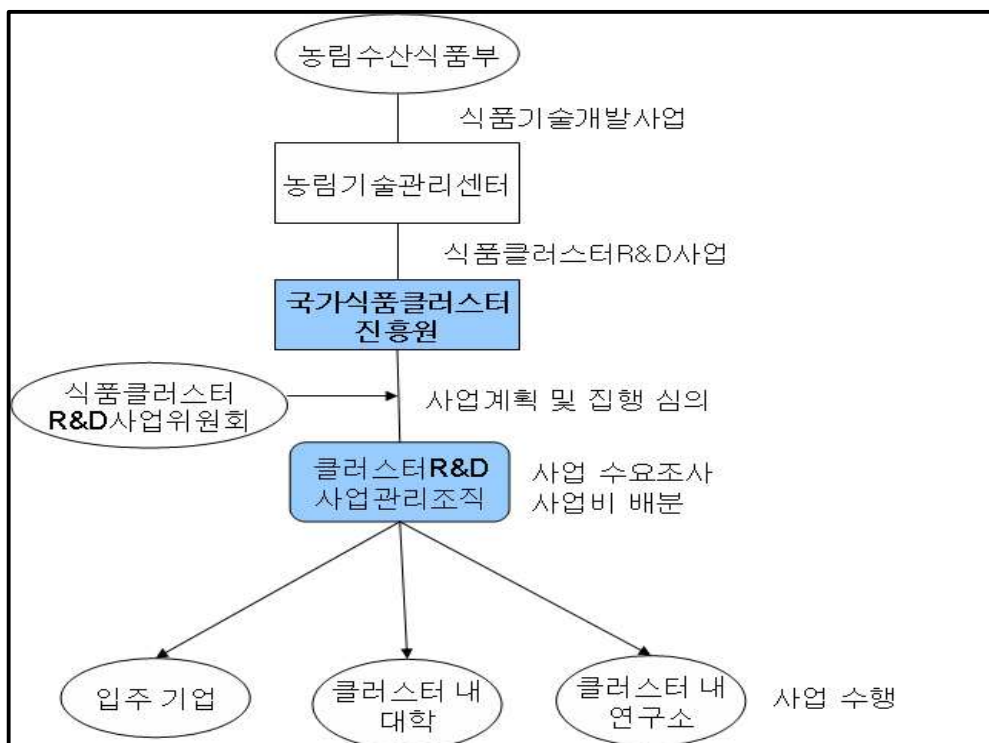 농림수산식품부
식품기술개발사업
농림기술관리센터
식품클러스터R&D사업
국가식품클러스터
진흥원
식품클러스터
R&D사업위원회
사업계획 및 집행 심의
클러스터R&D
사업관리조직
사업 수요조사
사업비 배분
입주 기업
클러스터 내
대학
클러스터 내
연구소
사업 수행